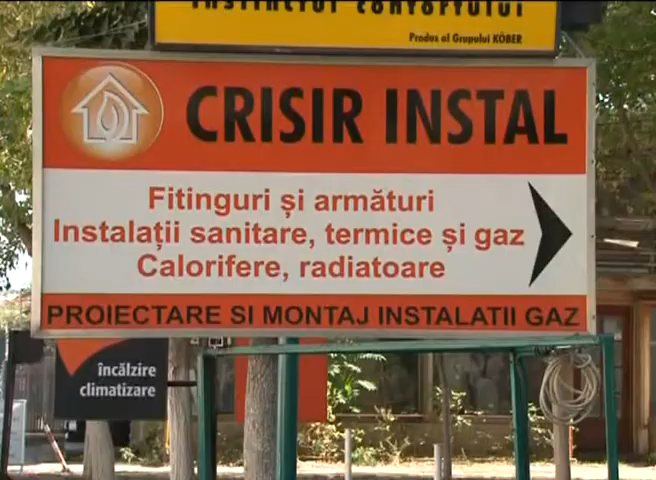 Instinctul confortului
Produs al Grupului KÖBER
CRISIR INSTAL
Fitinguri și armături
Instalații sanitare, termice și gaz
Calorifere, radiatoare
PROIECTARE SI MONTAJ INSTALATII GAZ
încălzire
climatizare